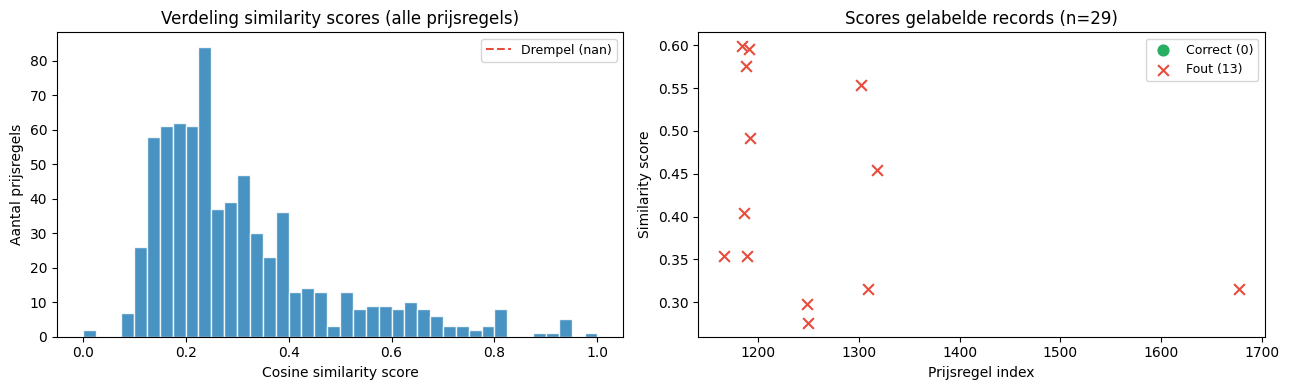 Verdeling similarity scores (alle prijsregels)
Drempel (nan)
80
70
60
50
40
30
20
10
0
Aantal prijsregels
0.0 0.2 0.4 0.6 0.8 1.0
Cosine similarity score
Scores gelabelde records (n=29)
Correct (0)
Fout (13)
0.60
0.55
0.50
0.45
0.40
0.35
0.30
Similarity score
1200 1300 1400 1500 1600 1700
Prijsregel index